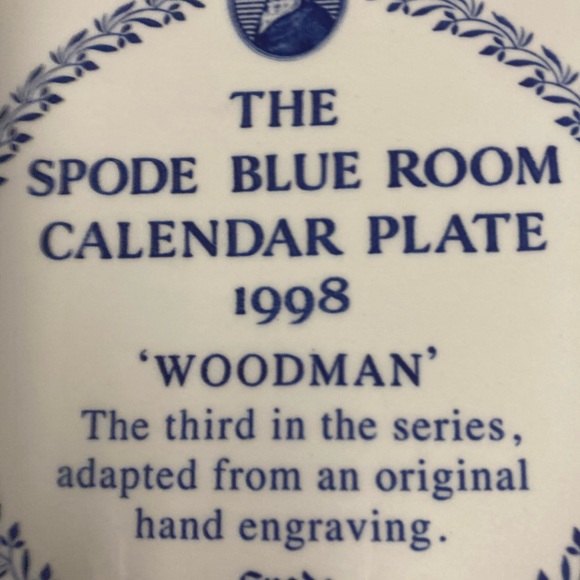 THE
SPODE BLUE ROOM
CALENDAR PLATE
1998
‘WOODMAN’
The third in the series,
adapted from an original
hand engraving.